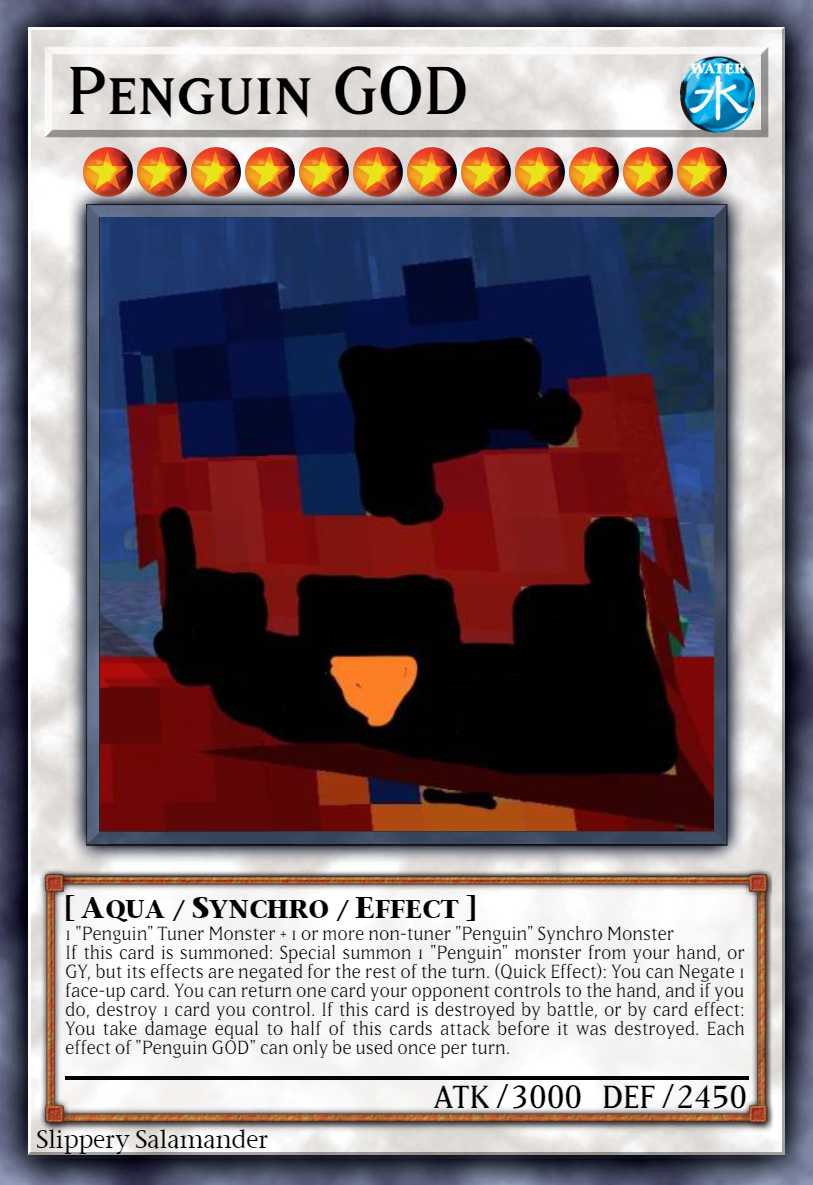 Penguin GOD
WATER
水
[ Aqua / Synchro / Effect ]
1 "Penguin" Tuner Monster + 1 or more non-tuner "Penguin" Synchro Monster
If this card is summoned: Special summon 1 "Penguin" monster from your hand, or
GY, but its effects are negated for the rest of the turn. (Quick Effect): You can Negate 1
face-up card. You can return one card your opponent controls to the hand, and if you
do, destroy 1 card you control. If this card is destroyed by battle, or by card effect:
You take damage equal to half of this cards attack before it was destroyed. Each
effect of "Penguin GOD" can only be used once per turn.
ATK/3000 DEF/2450
Slippery Salamander